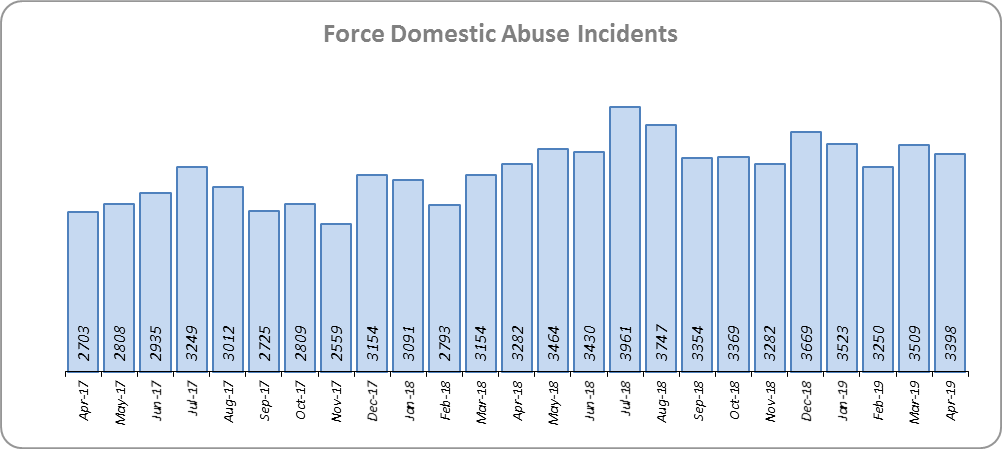 Force Domestic Abuse Incidents
2703
2808
2935
3249
3012
2725
2809
2559
3154
3091
2793
3154
3282
3464
3430
3961
3747
3354
3369
3282
3669
3523
3250
3509
3398
Apr-17
May-17
Jun-17
Jul-17
Aug-17
Sep-17
Oct-17
Nov-17
Dec-17
Jan-18
Feb-18
Mar-18
Apr-18
May-18
Jun-18
Jul-18
Aug-18
Sep-18
Oct-18
Nov-18
Dec-18
Jan-19
Feb-19
Mar-19
Apr-19